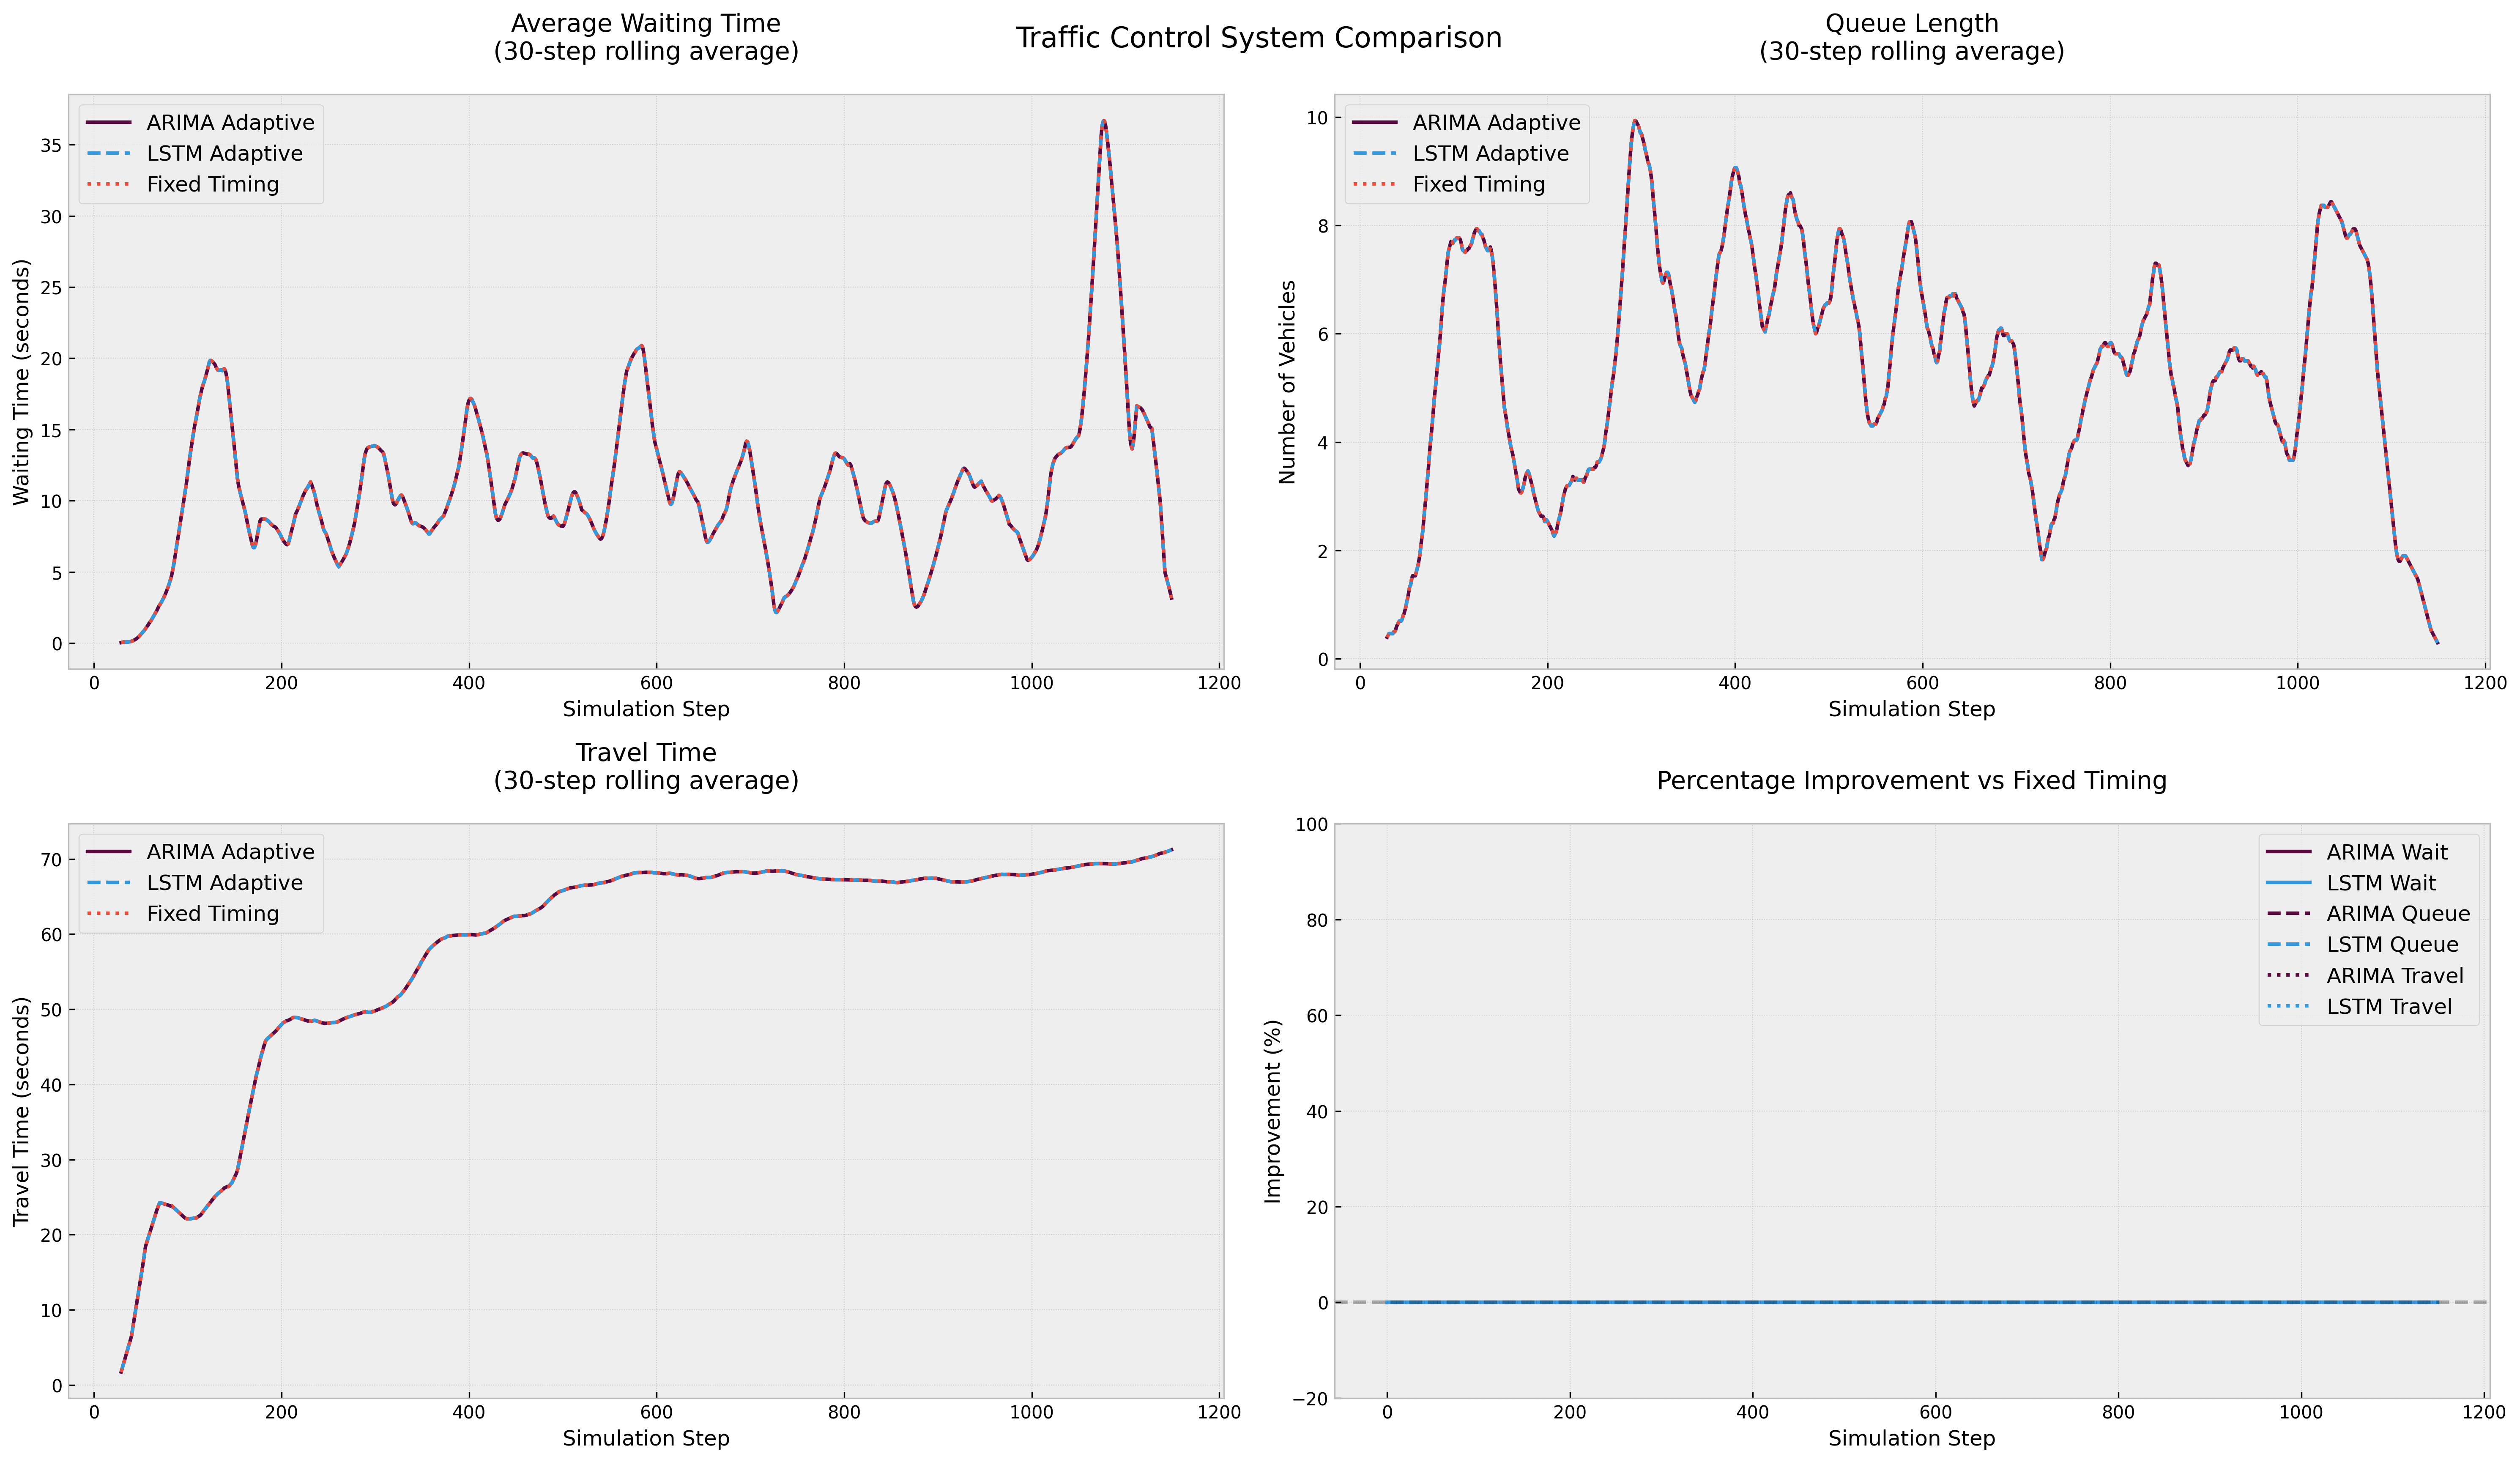 Traffic Control System Comparison
Average Waiting Time
(30-step rolling average)
ARIMA Adaptive
LSTM Adaptive
Fixed Timing
Waiting Time (seconds)
35
30
25
20
15
10
5
0
0 200 400 600 800 1000 1200
Simulation Step
Queue Length
(30-step rolling average)
ARIMA Adaptive
LSTM Adaptive
Fixed Timing
Number of Vehicles
10
8
6
4
2
0
0 200 400 600 800 1000 1200
Simulation Step
Travel Time
(30-step rolling average)
ARIMA Adaptive
LSTM Adaptive
Fixed Timing
Travel Time (seconds)
70
60
50
40
30
20
10
0
0 200 400 600 800 1000 1200
Simulation Step
Percentage Improvement vs Fixed Timing
ARIMA Wait
LSTM Wait
ARIMA Queue
LSTM Queue
ARIMA Travel
LSTM Travel
Improvement (%)
100
80
60
40
20
0
−20
0 200 400 600 800 1000 1200
Simulation Step